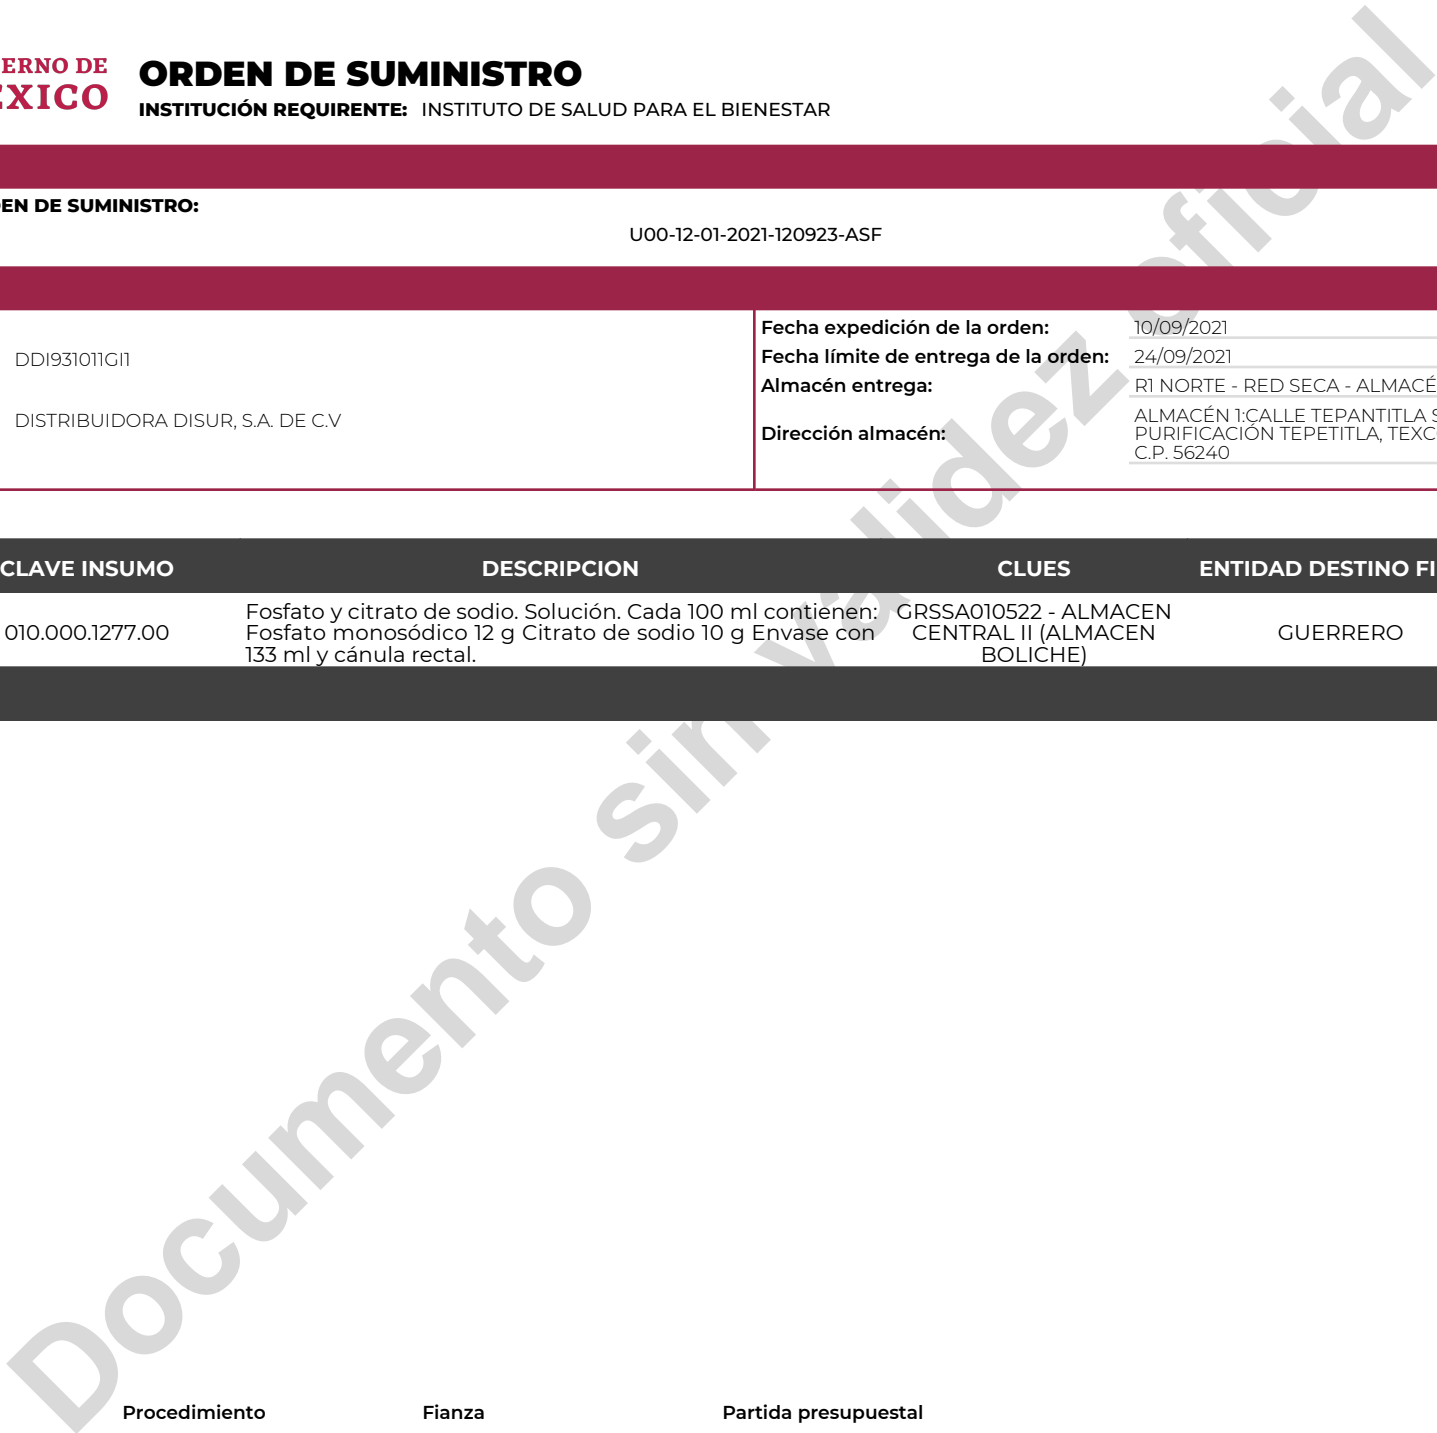 ERNO DE
ÉXICO
ORDEN DE SUMINISTRO
INSTITUCIÓN REQUIRENTE: INSTITUTO DE SALUD PARA EL BIENESTAR
EN DE SUMINISTRO:
U00-12-01-2021-120923-ASF
DDI931011GI1
DISTRIBUIDORA DISUR, S.A. DE C.V
Fecha expedición de la orden: 10/09/2021
Fecha límite de entrega de la orden: 24/09/2021
Almacén entrega: R1 NORTE - RED SECA - ALMACÉ
Dirección almacén: ALMACÉN 1:CALLE TEPANTITLA S
PURIFICACIÓN TEPETITLA, TEXC
C.P. 56240
CLAVE INSUMO DESCRIPCION CLUES ENTIDAD DESTINO FI
010.000.1277.00
Fosfato y citrato de sodio. Solución. Cada 100 ml contienen:
Fosfato monosódico 12 g Citrato de sodio 10 g Envase con
133 ml y cánula rectal.
GRSSA010522 - ALMACEN
CENTRAL II (ALMACEN
BOLICHE)
GUERRERO
Documento sin validez oficial
Procedimiento Fianza Partida presupuestal